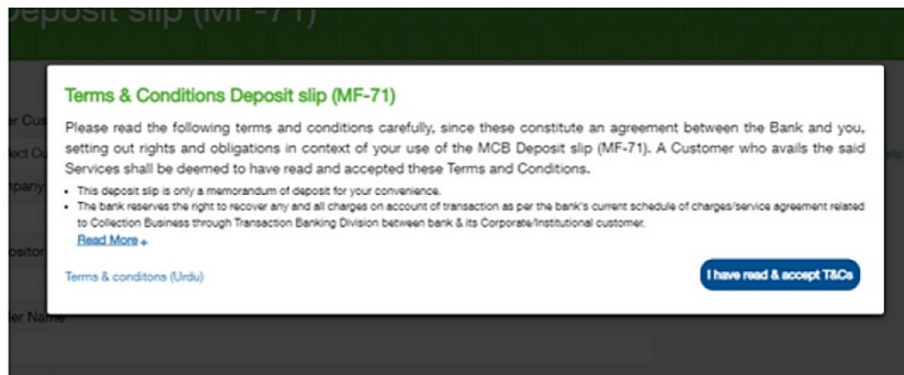 Deposit slip (MF-71)
Terms & Conditions Deposit slip (MF-71)
Please read the following terms and conditions carefully, since these constitute an agreement between the Bank and you,
setting out rights and obligations in context of your use of the MCB Deposit slip (MF-71). A Customer who avails the said
Services shall be deemed to have read and accepted these Terms and Conditions.
• This deposit slip is only a memorandum of deposit for your convenience.
• The bank reserves the right to recover any and all charges on account of transaction as per the bank's current schedule of charges/service agreement related
to Collection Business through Transaction Banking Division between bank & its Corporate/Institutional customer.
Read More +
Terms & conditons (Urdu)
I have read & accept T&Cs
Name